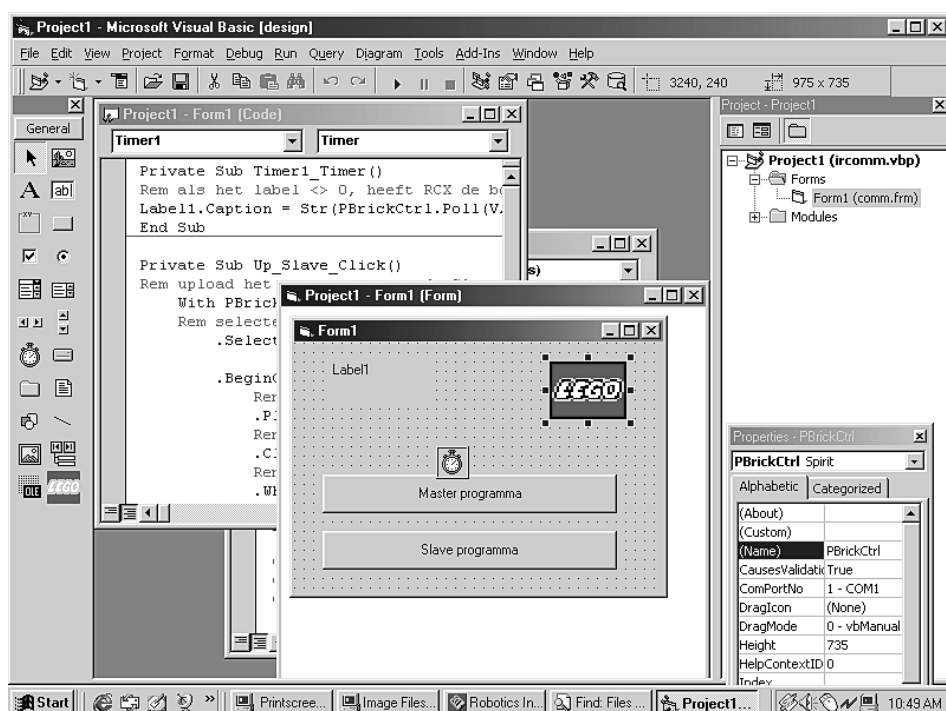 Project1 - Microsoft Visual Basic [design]
File Edit View Project Format Debug Run Query Diagram Tools Add-Ins Window Help
3240, 240 975 x 735
General
Project1 - Form1 (Code)
Timer1 Timer
Private Sub Timer1_Timer()
Rem als het label <> 0, heeft RCX de b
Label1.Caption = Str(PBrickCtrl.Poll(V
End Sub
Private Sub Up_Slave_Click()
Rem upload het
With PBrick
Rem selecte
.Select
.Begin
Rem
.P
Rem
.C
Rem
.W
s)
Project1 - Form1 (Form)
Form1
Label1
LEGO
Master programma
Slave programma
A ab
XY
OLE LEGO
Project - Project1
Project1 (ircomm.vbp)
Forms
Form1 (comm.frm)
Modules
Properties - PBrickCtrl
PBrickCtrl Spirit
Alphabetic Categorized
(About)
(Custom)
(Name) PBrickCtrl
CausesValidati True
ComPortNo 1 - COM1
DragIcon (None)
DragMode 0 - vbManual
Height 735
HelpContextID 0
Index
Start » Printscree... Image Files... Robotics In... Find: Files ... Project1... 10:49 AM